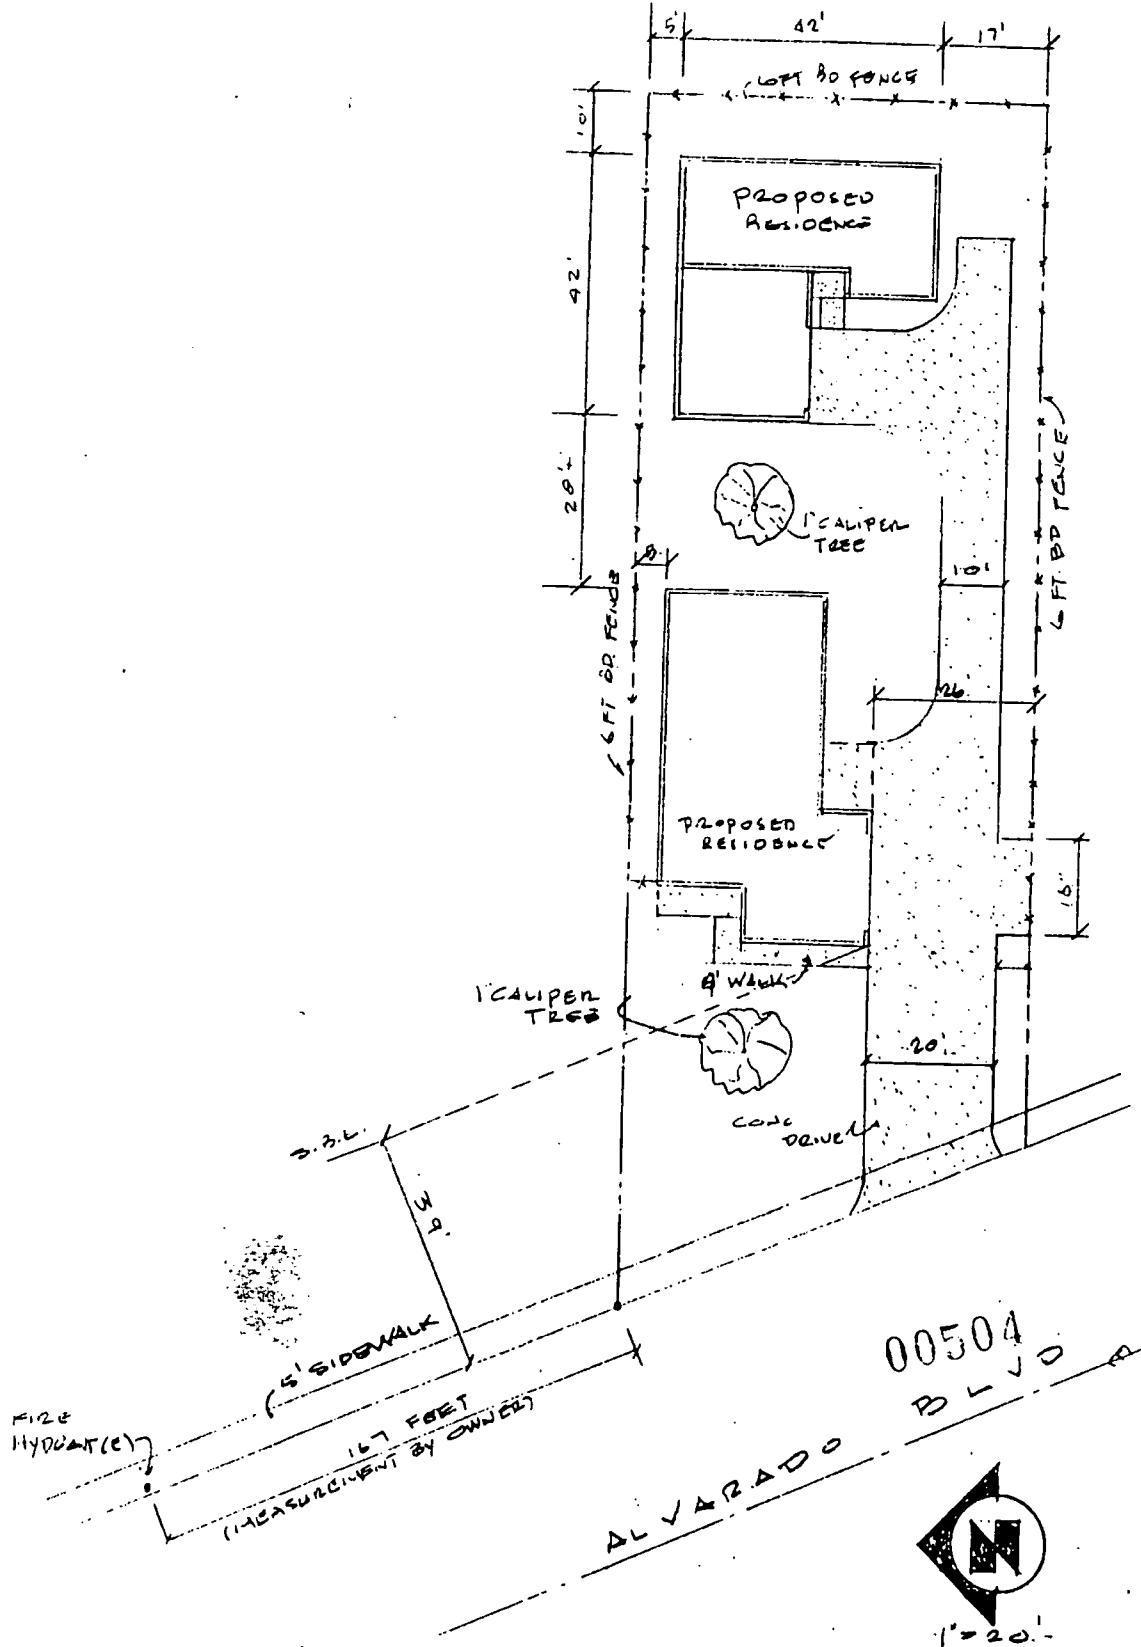 5'
42'
17'
6 FT BD FENCE
10'
PROPOSED
RESIDENCE
42'
28'±
1" CALIPER
TREE
5'
10'
6 FT. BD FENCE
6 FT BD. FENCE
26'
PROPOSED
RESIDENCE
4' WALK
1" CALIPER
TREE
20'
CONC
DRIVE
S.B.L.
39'
5' SIDEWALK
00504
FIRE
HYDRANT (E)
167 FEET
(MEASUREMENT BY OWNER)
ALVARADO BLVD
N
1" = 20'-